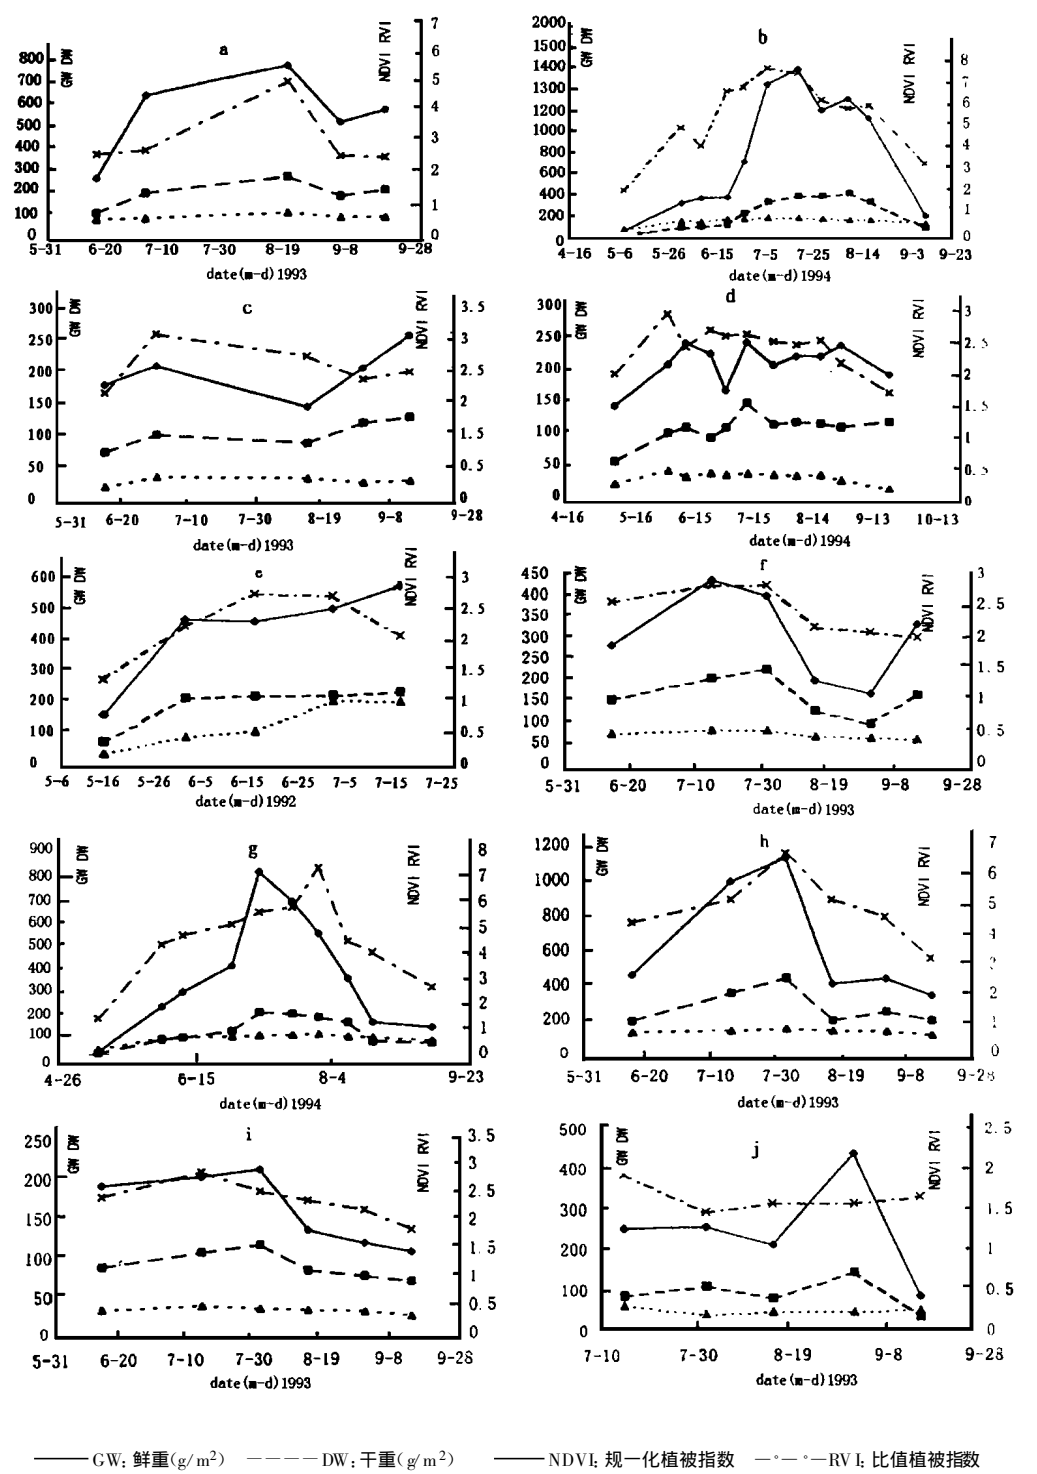 a
GW DW
NDVI RVI
800
700
600
500
400
300
200
100
0
7
6
5
4
3
2
1
0
5-31 6-20 7-10 7-30 8-19 9-8 9-28
date(m-d)1993
b
GW DW
NDVI RVI
2000
1500
1400
1300
1200
1000
800
600
400
200
0
8
7
6
5
4
3
2
1
0
4-16 5-6 5-26 6-15 7-5 7-25 8-14 9-3 9-23
date(m-d)1994
c
GW DW
NDVI RVI
300
250
200
150
100
50
0
3.5
3
2.5
2
1.5
1
0.5
0
5-31 6-20 7-10 7-30 8-19 9-8 9-28
date(m-d)1993
d
GW DW
NDVI RVI
300
250
200
150
100
50
0
3
2
1
0
4-16 5-16 6-15 7-15 8-14 9-13 10-13
date(m-d)1994
e
GW DW
NDVI RVI
600
500
400
300
200
100
0
3
2.5
2
1.5
1
0.5
0
5-6 5-16 5-26 6-5 6-15 6-25 7-5 7-15 7-25
date(m-d)1992
f
GW DW
NDVI RVI
450
400
350
300
250
200
150
100
50
0
3
2.5
2
1.5
1
0.5
0
5-31 6-20 7-10 7-30 8-19 9-8 9-28
date(m-d)1993
g
GW DW
NDVI RVI
900
800
700
600
500
400
300
200
100
0
8
7
6
5
4
3
2
1
0
4-26 6-15 8-4 9-23
date(m-d)1994
h
GW DW
NDVI RVI
1200
1000
800
600
400
200
0
7
6
5
2
1
0
5-31 6-20 7-10 7-30 8-19 9-8 9-28
date(m-d)1993
i
GW DW
NDVI RVI
250
200
150
100
50
0
3.5
3
2.5
2
1.5
1
0.5
0
5-31 6-20 7-10 7-30 8-19 9-8 9-28
date(m-d)1993
j
GW DW
NDVI RVI
500
400
300
200
100
0
2.5
2
1.5
1
0.5
0
7-10 7-30 8-19 9-8 9-28
date(m-d)1993
GW: 鲜重(g/m²) DW: 干重(g/m²) NDVI: 规一化植被指数 RVI: 比值植被指数